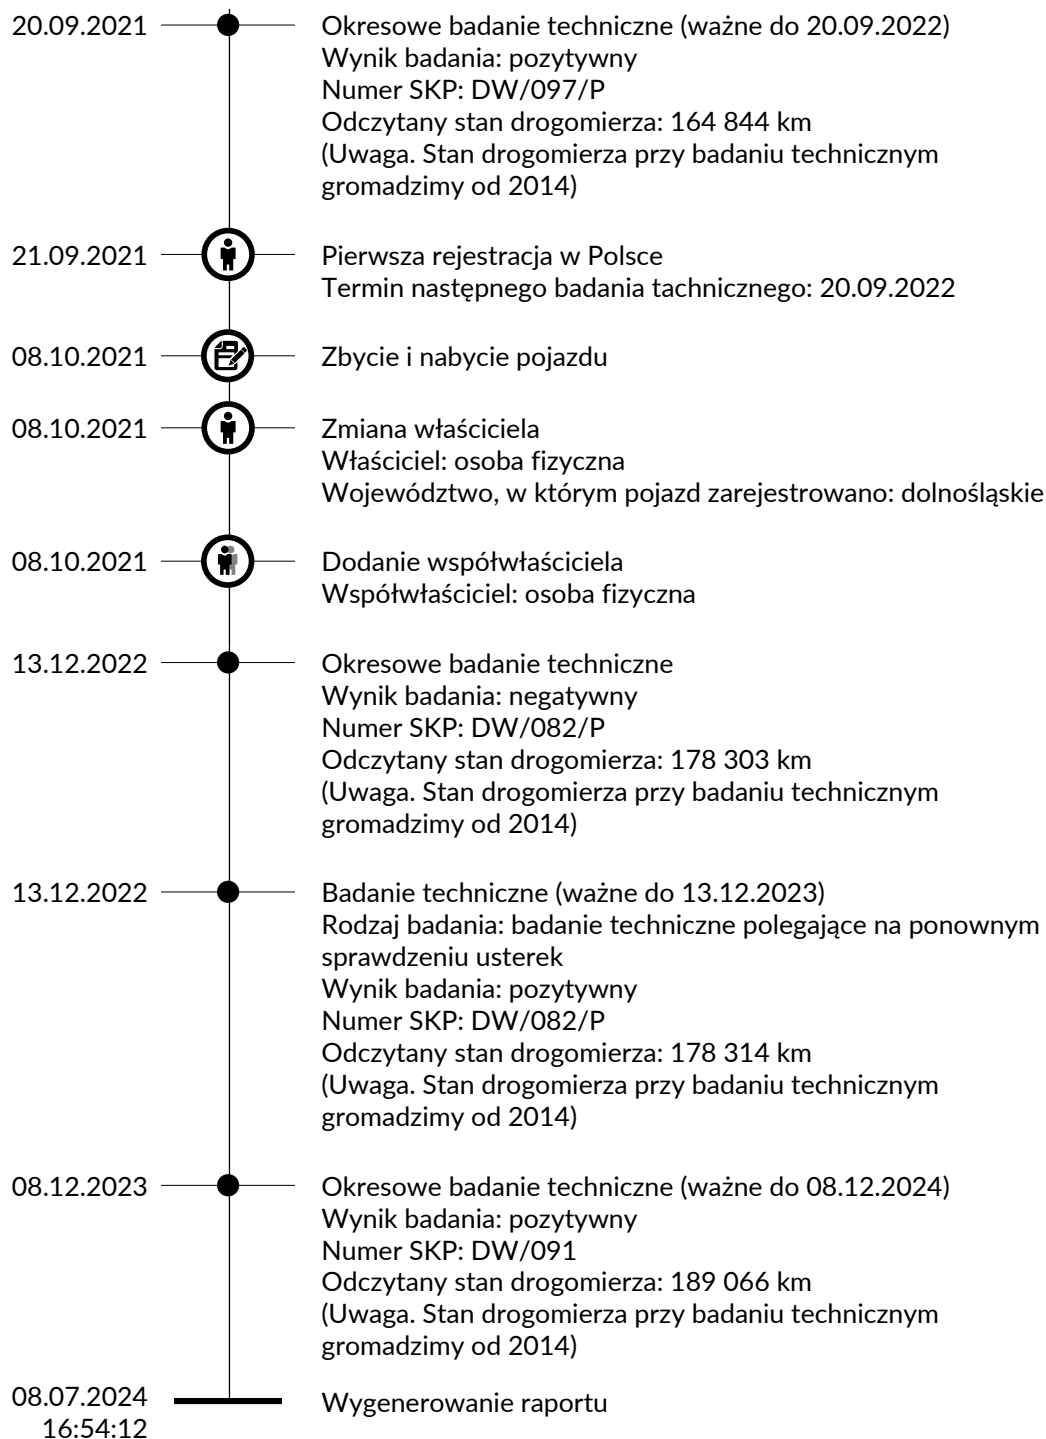 20.09.2021
Okresowe badanie techniczne (ważne do 20.09.2022)
Wynik badania: pozytywny
Numer SKP: DW/097/P
Odczytany stan drogomierza: 164 844 km
(Uwaga. Stan drogomierza przy badaniu technicznym
gromadzimy od 2014)
21.09.2021
Pierwsza rejestracja w Polsce
Termin następnego badania tachnicznego: 20.09.2022
08.10.2021
Zbycie i nabycie pojazdu
08.10.2021
Zmiana właściciela
Właściciel: osoba fizyczna
Województwo, w którym pojazd zarejestrowano: dolnośląskie
08.10.2021
Dodanie współwłaściciela
Współwłaściciel: osoba fizyczna
13.12.2022
Okresowe badanie techniczne
Wynik badania: negatywny
Numer SKP: DW/082/P
Odczytany stan drogomierza: 178 303 km
(Uwaga. Stan drogomierza przy badaniu technicznym
gromadzimy od 2014)
13.12.2022
Badanie techniczne (ważne do 13.12.2023)
Rodzaj badania: badanie techniczne polegające na ponownym
sprawdzeniu usterek
Wynik badania: pozytywny
Numer SKP: DW/082/P
Odczytany stan drogomierza: 178 314 km
(Uwaga. Stan drogomierza przy badaniu technicznym
gromadzimy od 2014)
08.12.2023
Okresowe badanie techniczne (ważne do 08.12.2024)
Wynik badania: pozytywny
Numer SKP: DW/091
Odczytany stan drogomierza: 189 066 km
(Uwaga. Stan drogomierza przy badaniu technicznym
gromadzimy od 2014)
08.07.2024
16:54:12
Wygenerowanie raportu